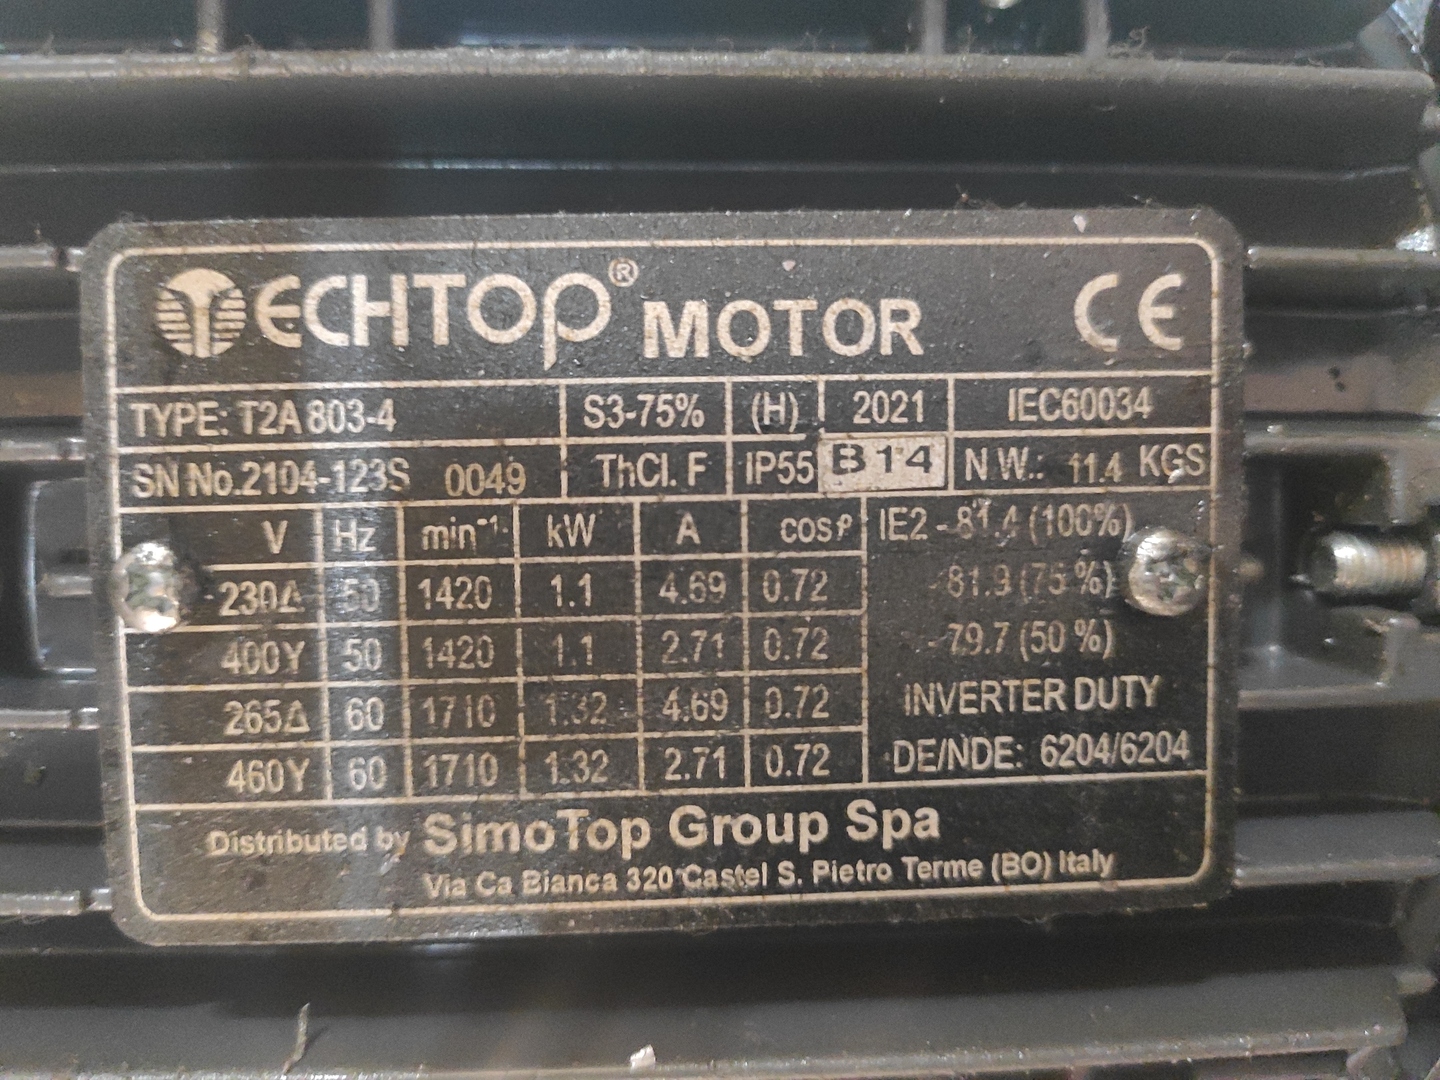 TECHTOP® MOTOR CE
TYPE: T2A 803-4 S3-75% (H) 2021 IEC60034
SN No.2104-123S 0049 ThCl. F IP55 B14 N.W.: 11.4 KGS
V Hz min⁻¹ kW A cosφ IE2 - 81.4 (100%)
230Δ 50 1420 1.1 4.69 0.72 -81.9 (75 %)
400Y 50 1420 1.1 2.71 0.72 -79.7 (50 %)
265Δ 60 1710 1.32 4.69 0.72 INVERTER DUTY
460Y 60 1710 1.32 2.71 0.72 DE/NDE: 6204/6204
Distributed by SimoTop Group Spa
Via Ca Bianca 320 Castel S. Pietro Terme (BO) Italy